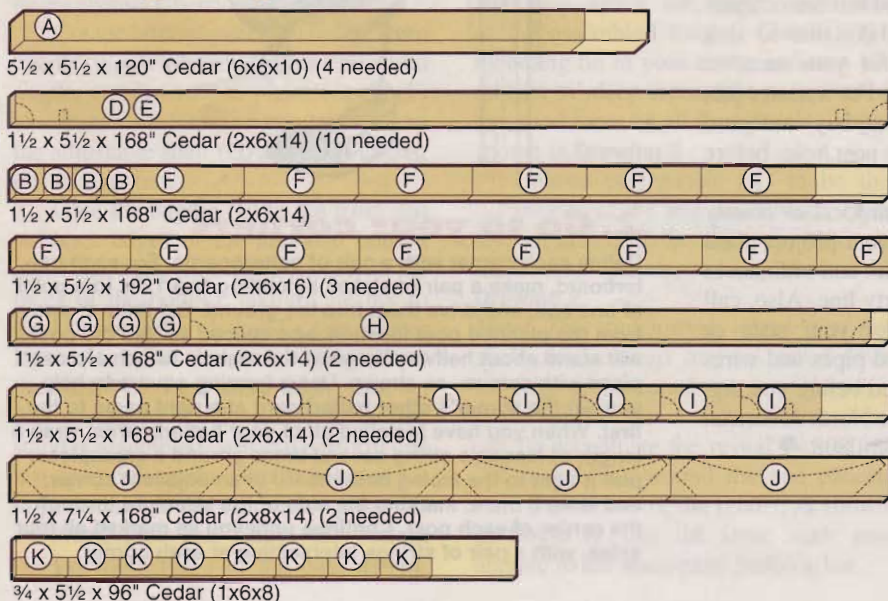 A
5½ x 5½ x 120" Cedar (6x6x10) (4 needed)
D E
1½ x 5½ x 168" Cedar (2x6x14) (10 needed)
B B B B F F F F F F
1½ x 5½ x 168" Cedar (2x6x14)
F F F F F F F F
1½ x 5½ x 192" Cedar (2x6x16) (3 needed)
G G G G H
1½ x 5½ x 168" Cedar (2x6x14) (2 needed)
I I I I I I I I I I
1½ x 5½ x 168" Cedar (2x6x14) (2 needed)
J J J J
1½ x 7¼ x 168" Cedar (2x8x14) (2 needed)
K K K K K K K K
¾ x 5½ x 96" Cedar (1x6x8)